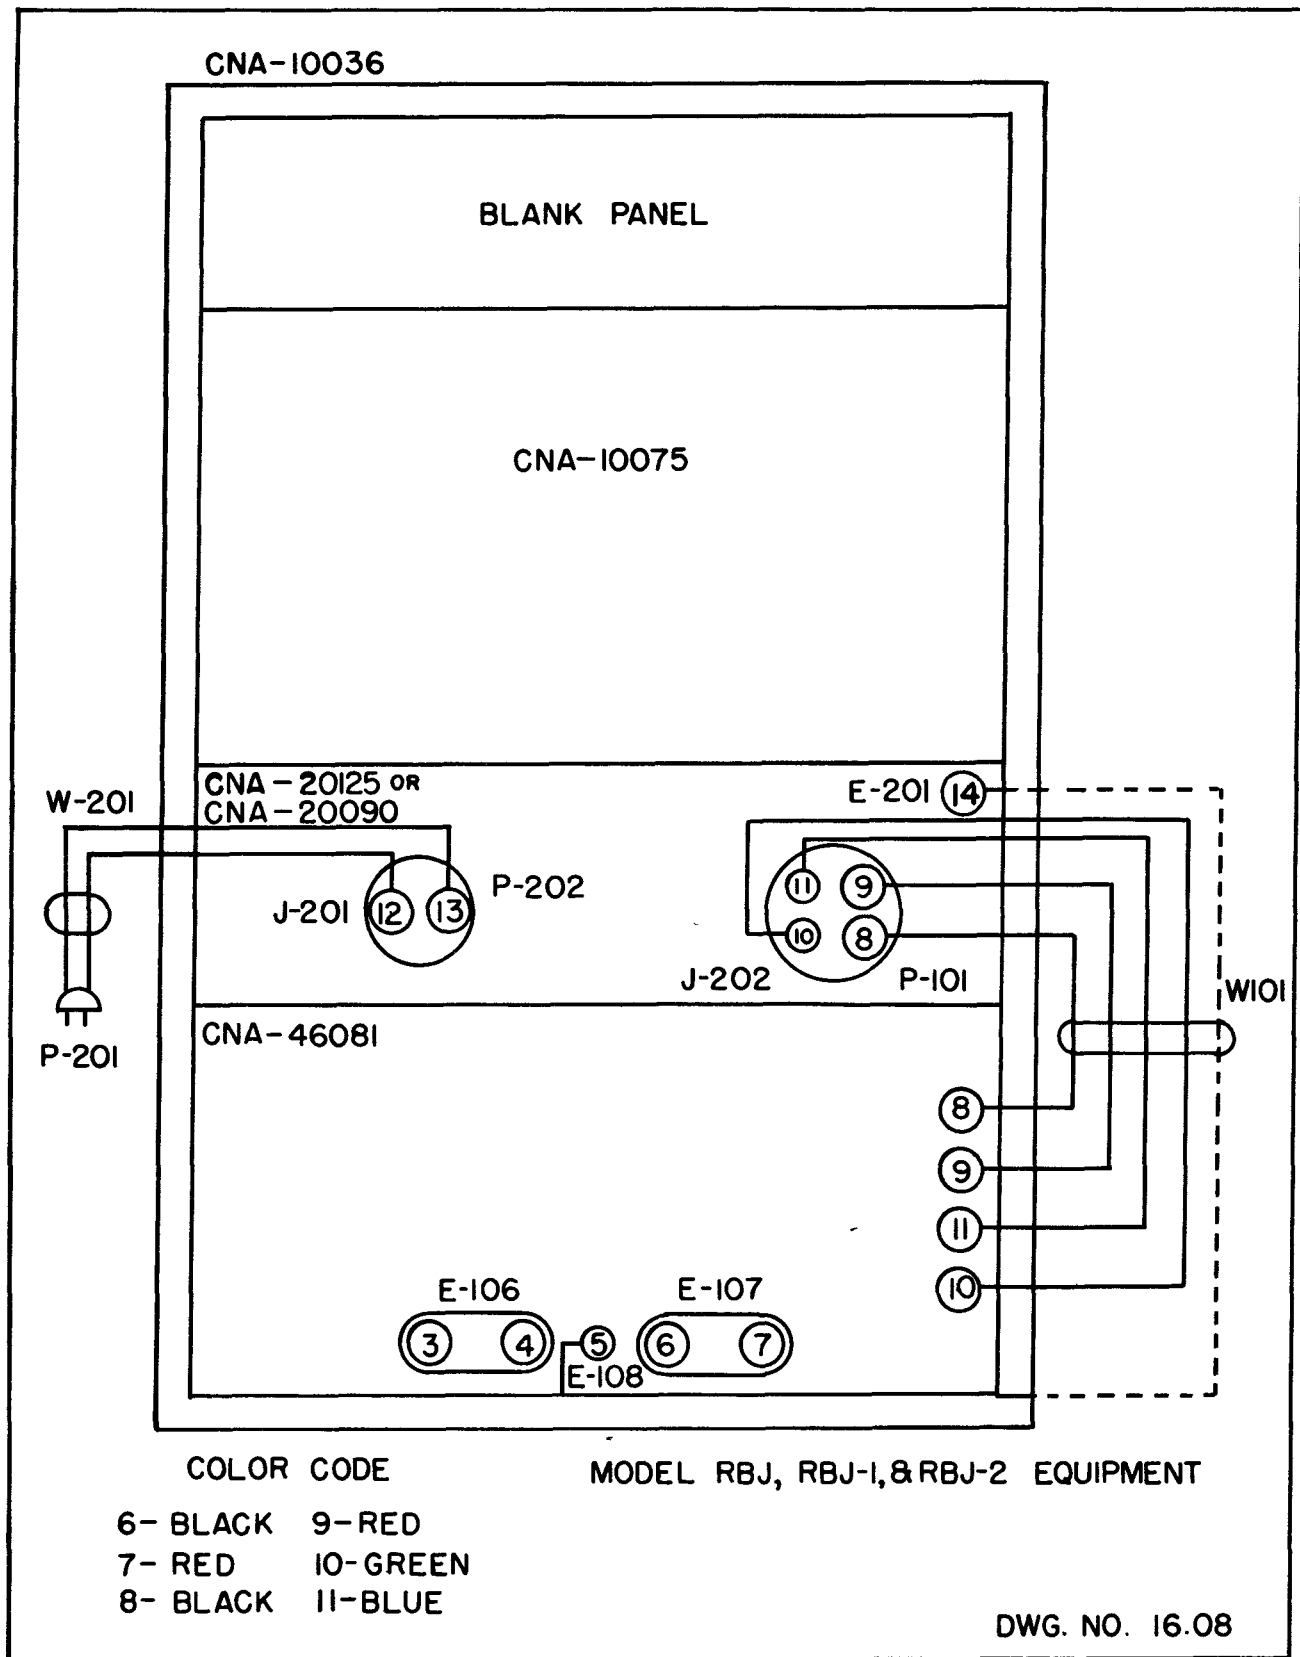 CNA-10036
BLANK PANEL
CNA-10075
CNA-20125 OR
CNA-20090
E-201 14
W-201
11 9
P-202
J-201 12 13
10 8
J-202 P-101
W101
P-201
CNA-46081
8
9
11
10
E-106 E-107
3 4 5 6 7
E-108
COLOR CODE
MODEL RBJ, RBJ-1, & RBJ-2 EQUIPMENT
6- BLACK 9-RED
7- RED 10-GREEN
8- BLACK 11-BLUE
DWG. NO. 16.08